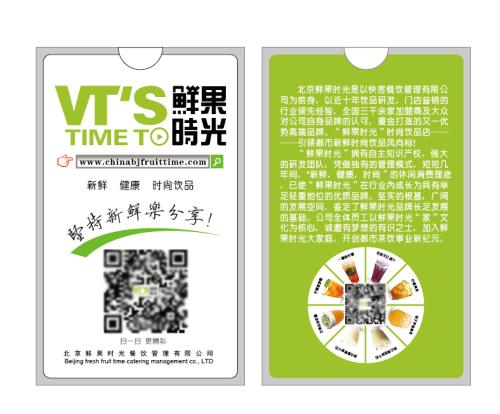 VT'S 鮮果
TIME TO 時光
www.chinabjfruittime.com
新鲜 健康 时尚饮品
坚持新鲜 乐分享!
扫一扫 更精彩
北京鲜果时光餐饮管理有限公司
Beijing fresh fruit time catering management co., LTD
北京鲜果时光是以快客餐饮管理有限公
司为前身，以近十年饮品研发、门店营销的
行业领先经验，全国三千余家加盟商及大众
对公司自身品牌的认可，重金打造的又一优
势高端品牌。“鲜果时光”时尚饮品店——
——引领都市新鲜时尚饮品风向标!
“鲜果时光”拥有自主知识产权，强大
的研发团队，凭借独有的管理模式，短短几
年间，“新鲜，健康，时尚”的休闲消费理念
，已使“鲜果时光”在行业内成长为具有举
足轻重地位的优质品牌。坚实的根基，广阔
的发展空间，鉴定了鲜果时光品牌长足发展
的基础。公司全体员工以鲜果时光“家”文
化为核心，诚邀有梦想的有识之士，加入鲜
果时光大家庭，开创都市茶饮事业新纪元。